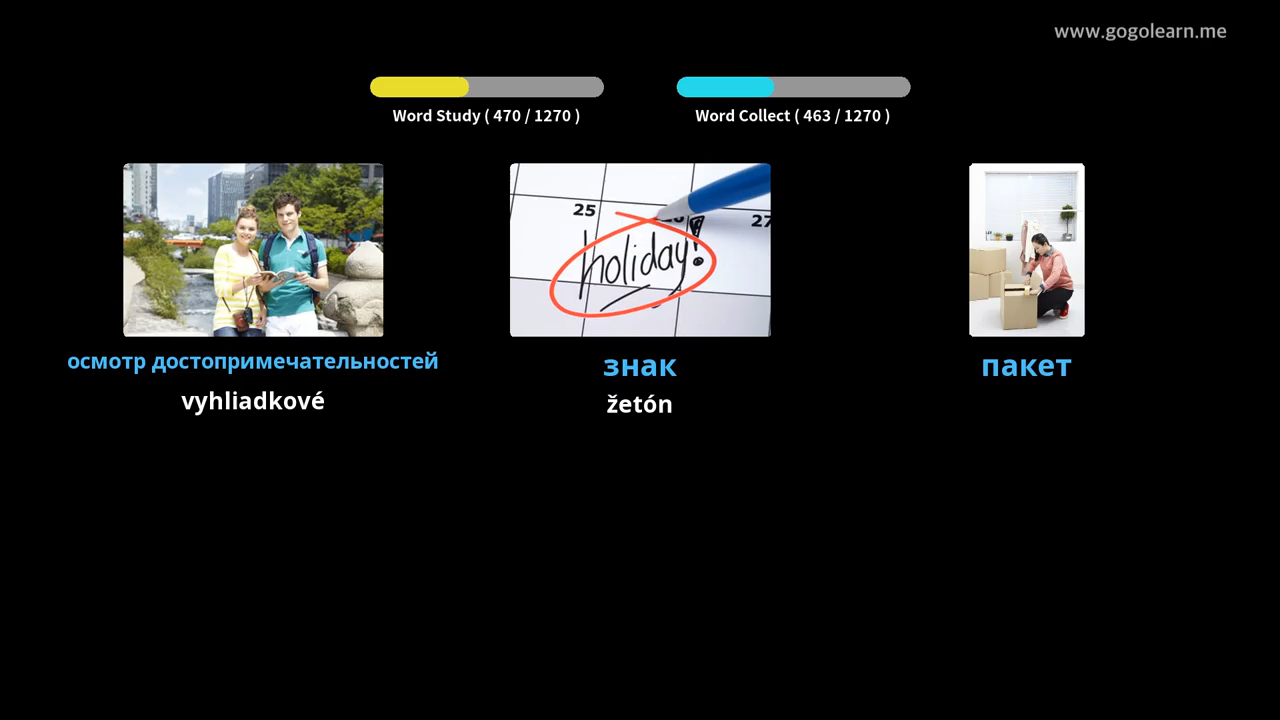 www.gogolearn.me
Word Study ( 470 / 1270 )
Word Collect ( 463 / 1270 )
25
27
holiday!
осмотр достопримечательностей
знак
пакет
vyhliadkové
žetón